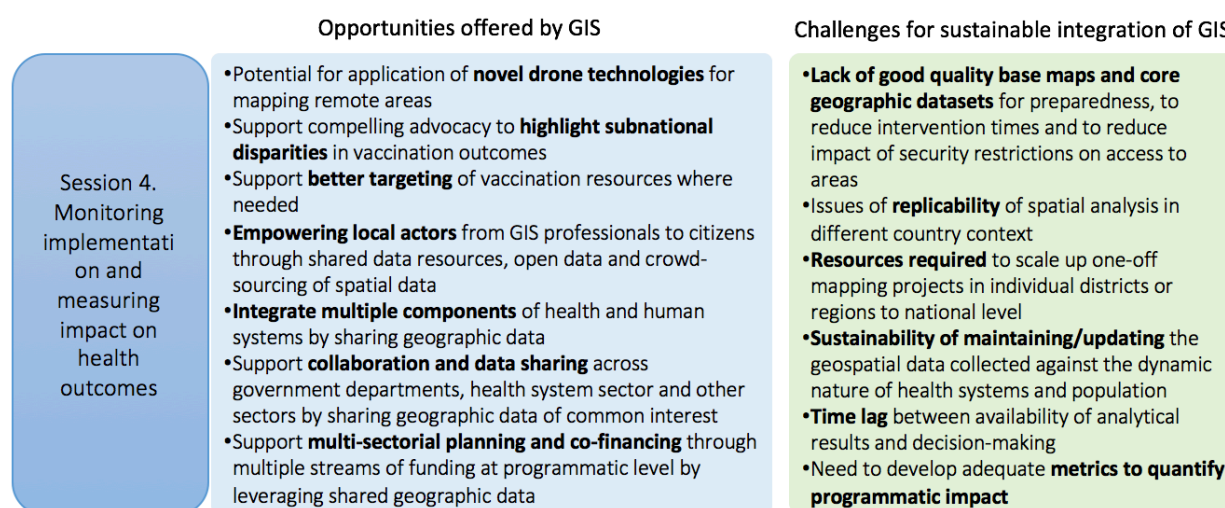 Opportunities offered by GIS
Challenges for sustainable integration of GIS
Session 4.
Monitoring
implementati
on and
measuring
impact on
health
outcomes
•Potential for application of novel drone technologies for
mapping remote areas
•Support compelling advocacy to highlight subnational
disparities in vaccination outcomes
•Support better targeting of vaccination resources where
needed
•Empowering local actors from GIS professionals to citizens
through shared data resources, open data and crowd-
sourcing of spatial data
•Integrate multiple components of health and human
systems by sharing geographic data
•Support collaboration and data sharing across
government departments, health system sector and other
sectors by sharing geographic data of common interest
•Support multi-sectorial planning and co-financing through
multiple streams of funding at programmatic level by
leveraging shared geographic data
•Lack of good quality base maps and core
geographic datasets for preparedness, to
reduce intervention times and to reduce
impact of security restrictions on access to
areas
•Issues of replicability of spatial analysis in
different country context
•Resources required to scale up one-off
mapping projects in individual districts or
regions to national level
•Sustainability of maintaining/updating the
geospatial data collected against the dynamic
nature of health systems and population
•Time lag between availability of analytical
results and decision-making
•Need to develop adequate metrics to quantify
programmatic impact